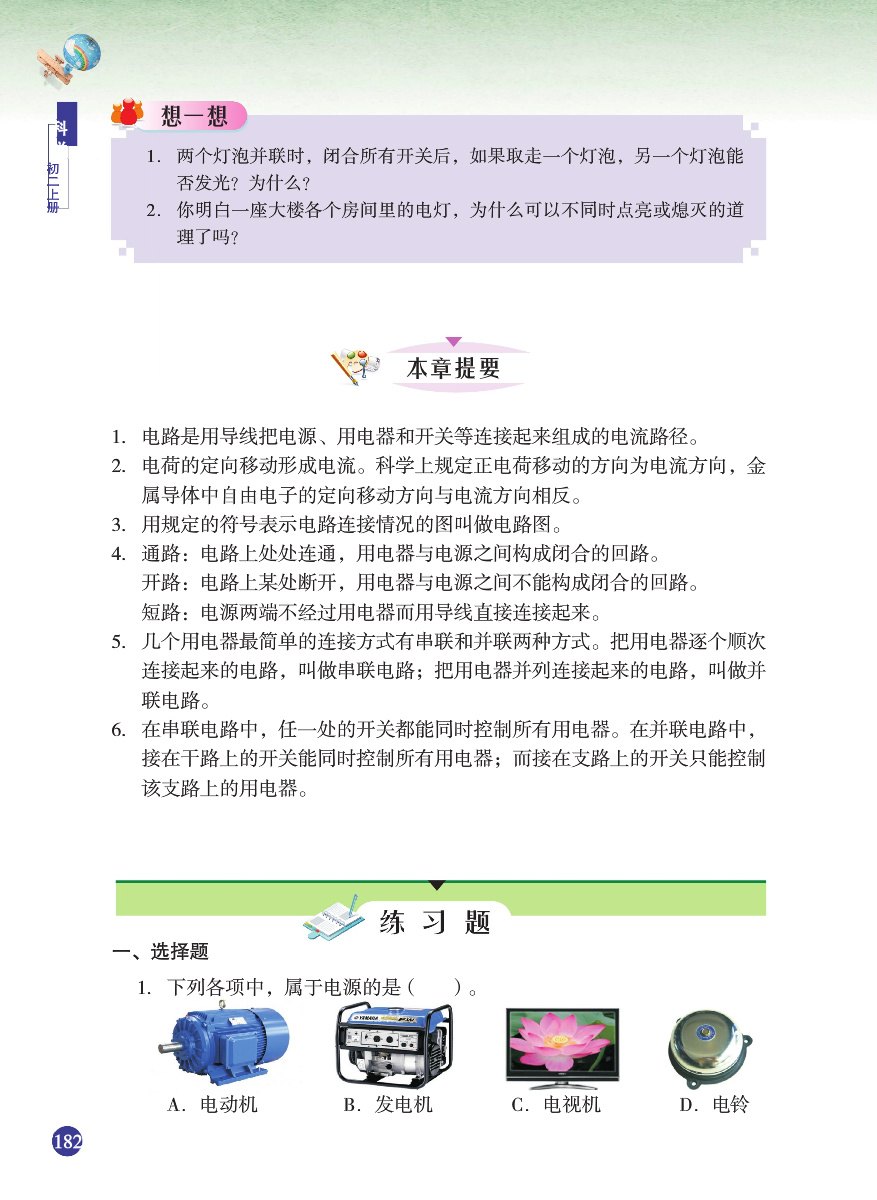 科
初二上册
想一想
1. 两个灯泡并联时，闭合所有开关后，如果取走一个灯泡，另一个灯泡能
否发光？为什么？
2. 你明白一座大楼各个房间里的电灯，为什么可以不同时点亮或熄灭的道
理了吗？
本章提要
1. 电路是用导线把电源、用电器和开关等连接起来组成的电流路径。
2. 电荷的定向移动形成电流。科学上规定正电荷移动的方向为电流方向，金
属导体中自由电子的定向移动方向与电流方向相反。
3. 用规定的符号表示电路连接情况的图叫做电路图。
4. 通路：电路上处处连通，用电器与电源之间构成闭合的回路。
开路：电路上某处断开，用电器与电源之间不能构成闭合的回路。
短路：电源两端不经过用电器而用导线直接连接起来。
5. 几个用电器最简单的连接方式有串联和并联两种方式。把用电器逐个顺次
连接起来的电路，叫做串联电路；把用电器并列连接起来的电路，叫做并
联电路。
6. 在串联电路中，任一处的开关都能同时控制所有用电器。在并联电路中，
接在干路上的开关能同时控制所有用电器；而接在支路上的开关只能控制
该支路上的用电器。
练 习 题
一、选择题
1. 下列各项中，属于电源的是（　　）。
YAMADA
A. 电动机 B. 发电机 C. 电视机 D. 电铃
182